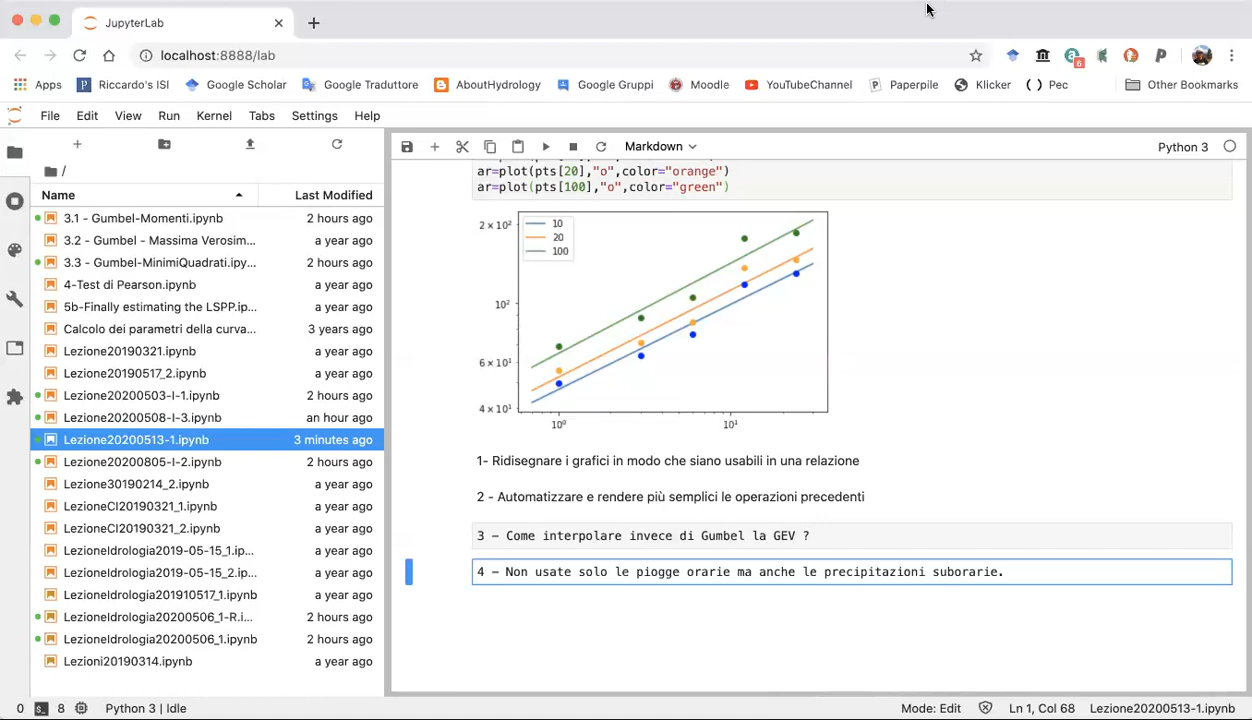 JupyterLab
localhost:8888/lab
6
Apps
Riccardo's ISI
Google Scholar
Google Traduttore
AboutHydrology
Google Gruppi
Moodle
YouTubeChannel
Paperpile
Klicker
Pec
Other Bookmarks
File Edit View Run Kernel Tabs Settings Help
/
Name Last Modified
3.1 - Gumbel-Momenti.ipynb 2 hours ago
3.2 - Gumbel - Massima Verosim... a year ago
3.3 - Gumbel-MinimiQuadrati.ipy... 2 hours ago
4-Test di Pearson.ipynb a year ago
5b-Finally estimating the LSPP.ip... a year ago
Calcolo dei parametri della curva... 3 years ago
Lezione20190321.ipynb a year ago
Lezione20190517_2.ipynb a year ago
Lezione20200503-I-1.ipynb 2 hours ago
Lezione20200508-I-3.ipynb an hour ago
Lezione20200513-1.ipynb 3 minutes ago
Lezione20200805-I-2.ipynb 2 hours ago
Lezione30190214_2.ipynb a year ago
LezioneCI20190321_1.ipynb a year ago
LezioneCI20190321_2.ipynb a year ago
LezioneIdrologia2019-05-15_1.ip... a year ago
LezioneIdrologia2019-05-15_2.ip... a year ago
LezioneIdrologia201910517_1.ipynb a year ago
LezioneIdrologia20200506_1-R.i... 2 hours ago
LezioneIdrologia20200506_1.ipynb 2 hours ago
Lezioni20190314.ipynb a year ago
Markdown
Python 3
ar=plot(pts[20],"o",color="orange")
ar=plot(pts[100],"o",color="green")
2 × 10²
10²
6 × 10¹
4 × 10¹
10⁰ 10¹
10
20
100
1- Ridisegnare i grafici in modo che siano usabili in una relazione
2 - Automatizzare e rendere più semplici le operazioni precedenti
3 - Come interpolare invece di Gumbel la GEV ?
4 - Non usate solo le piogge orarie ma anche le precipitazioni suborarie.
0 8 Python 3 | Idle Mode: Edit Ln 1, Col 68 Lezione20200513-1.ipynb